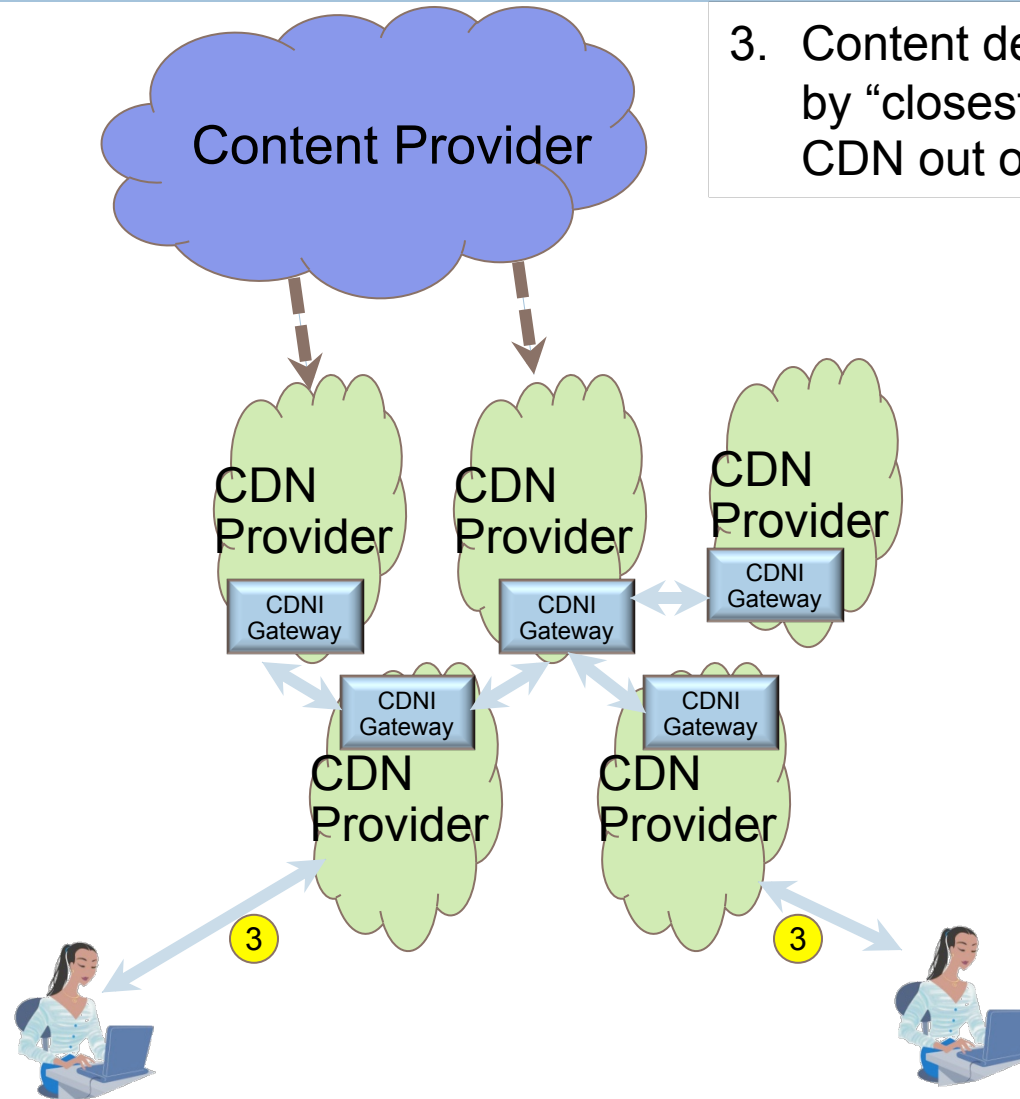 3. Content de
by “closest
CDN out o
Content Provider
CDN
Provider
CDN
Provider
CDN
Provider
CDNI
Gateway
CDNI
Gateway
CDNI
Gateway
CDNI
Gateway
CDNI
Gateway
CDN
Provider
CDN
Provider
3
3